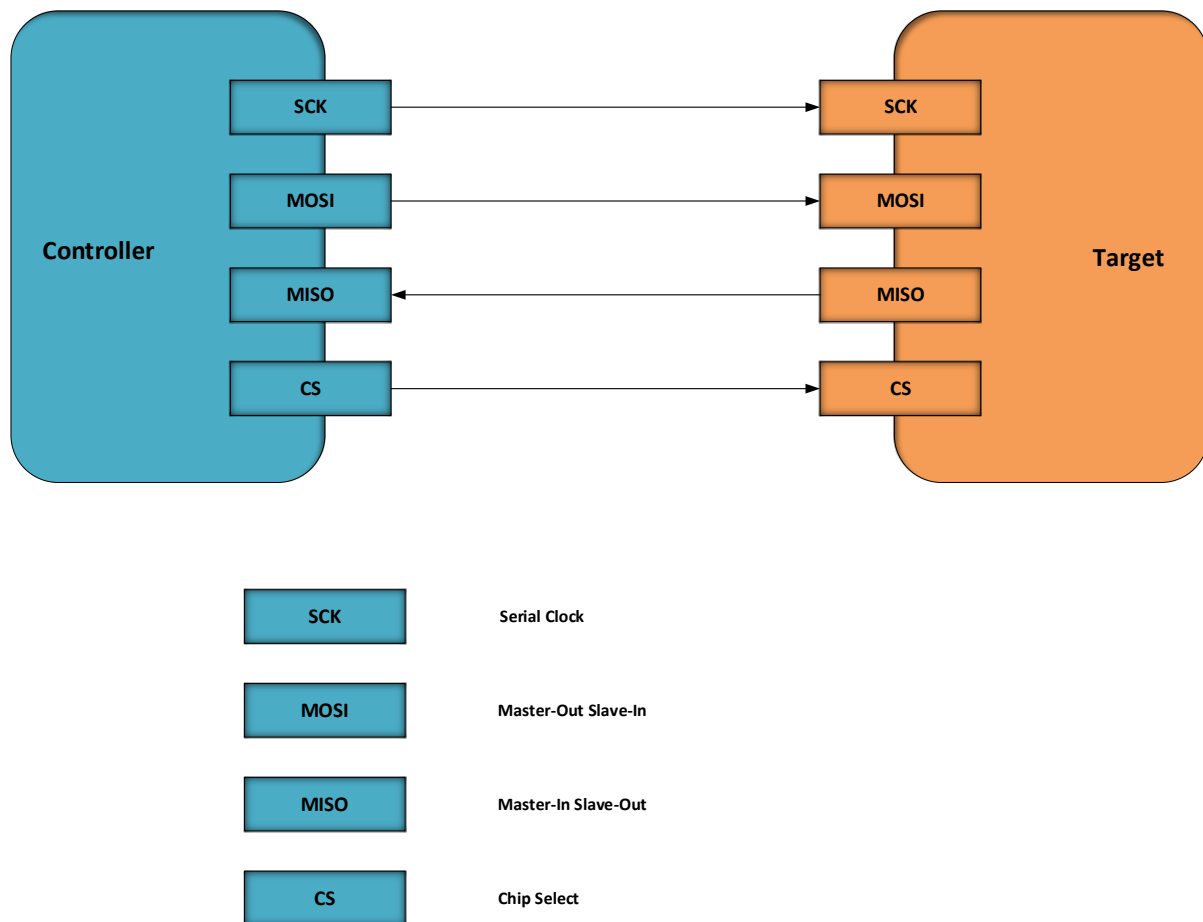 SCK
SCK
MOSI
MOSI
Controller
Target
MISO
MISO
CS
CS
SCK
Serial Clock
MOSI
Master-Out Slave-In
MISO
Master-In Slave-Out
CS
Chip Select